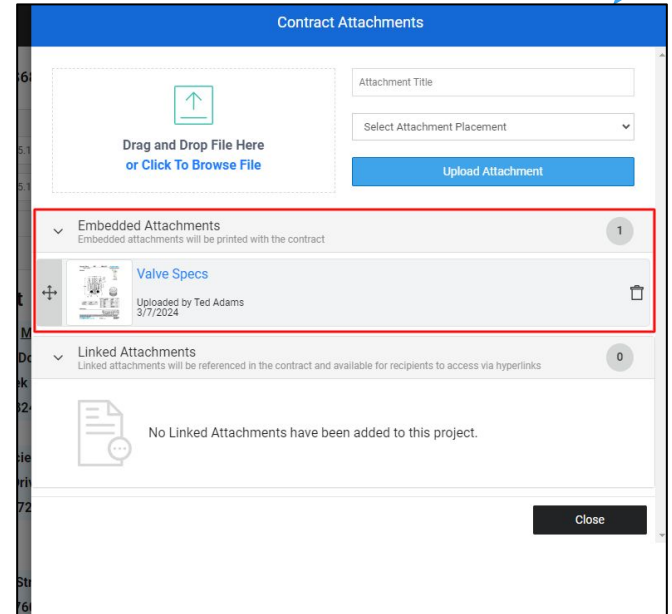 Contract Attachments
Attachment Title
Select Attachment Placement
Drag and Drop File Here
or Click To Browse File
Upload Attachment
Embedded Attachments
1
Embedded attachments will be printed with the contract
Valve Specs
Uploaded by Ted Adams
3/7/2024
Linked Attachments
0
Linked attachments will be referenced in the contract and available for recipients to access via hyperlinks
No Linked Attachments have been added to this project.
Close